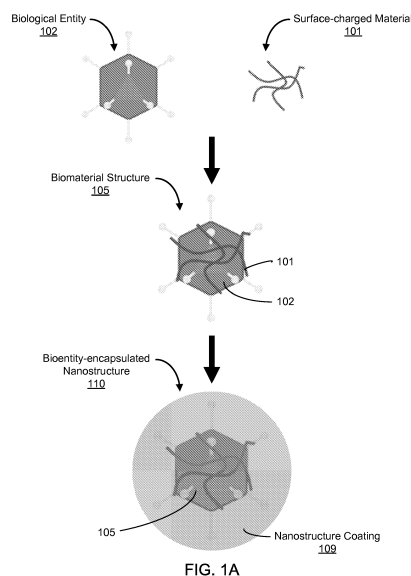 Biological Entity
102
Surface-charged Material
101
Biomaterial Structure
105
101
102
Bioentity-encapsulated
Nanostructure
110
105
Nanostructure Coating
109
FIG. 1A